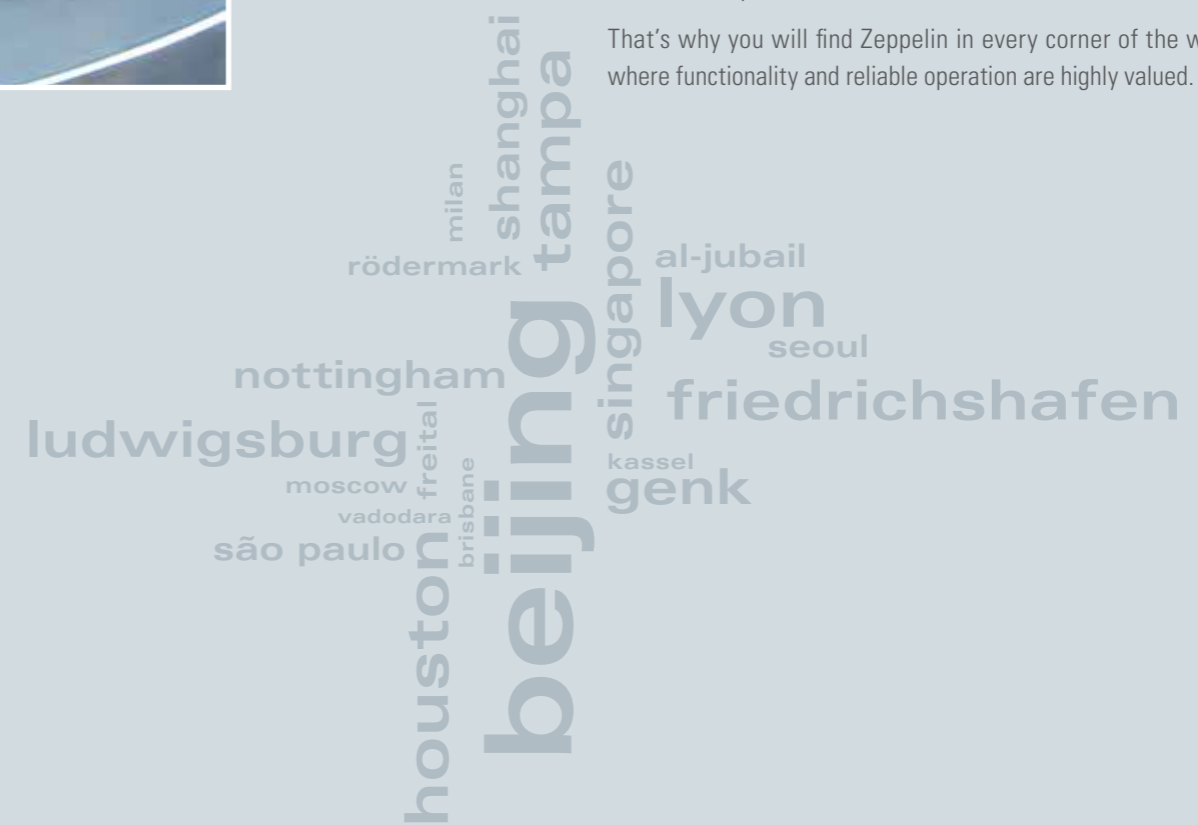 That's why you will find Zeppelin in every corner of the
where functionality and reliable operation are highly valued.
shanghai
tampa
milan
singapore
rödermark
al-jubail
lyon
seoul
nottingham
beijing
friedrichshafen
ludwigsburg
freital
kassel
genk
moscow
brisbane
vadodara
são paulo
houston